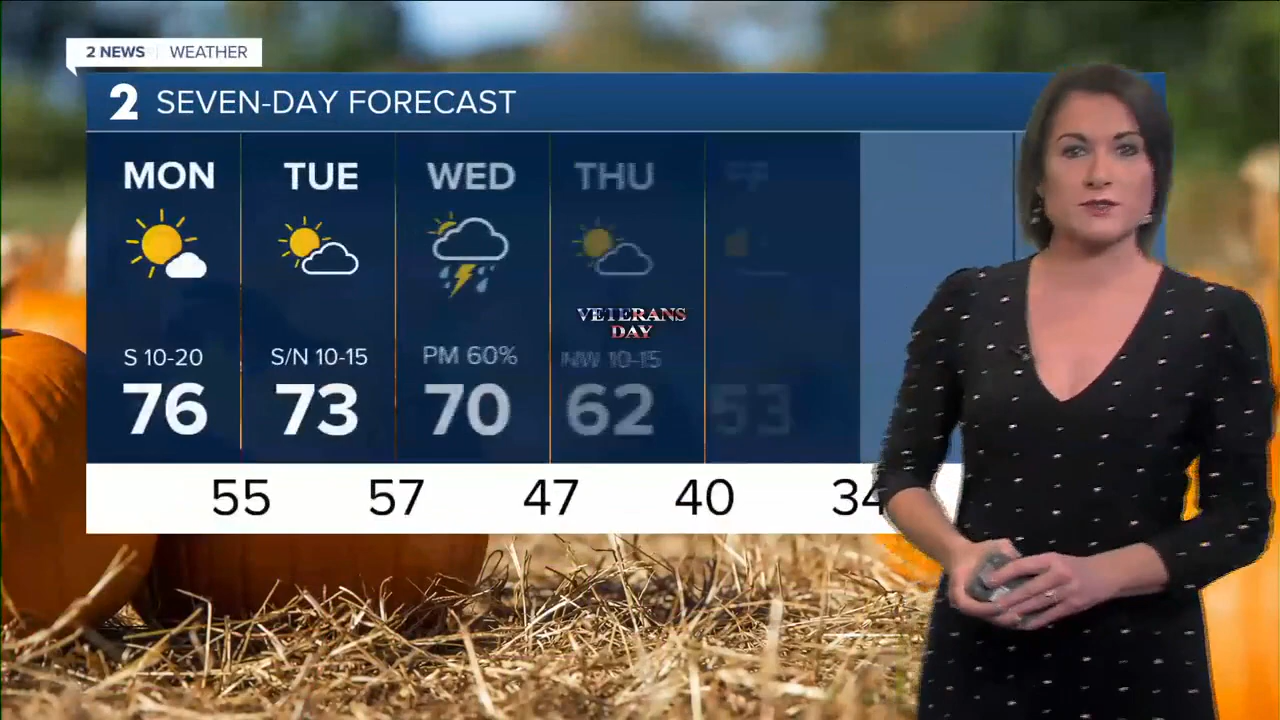 2 NEWS WEATHER
2 SEVEN-DAY FORECAST
MON TUE WED THU
VETERANS
DAY
S 10-20 S/N 10-15 PM 60% NW 10-15
76 73 70 62 53
55 57 47 40 34